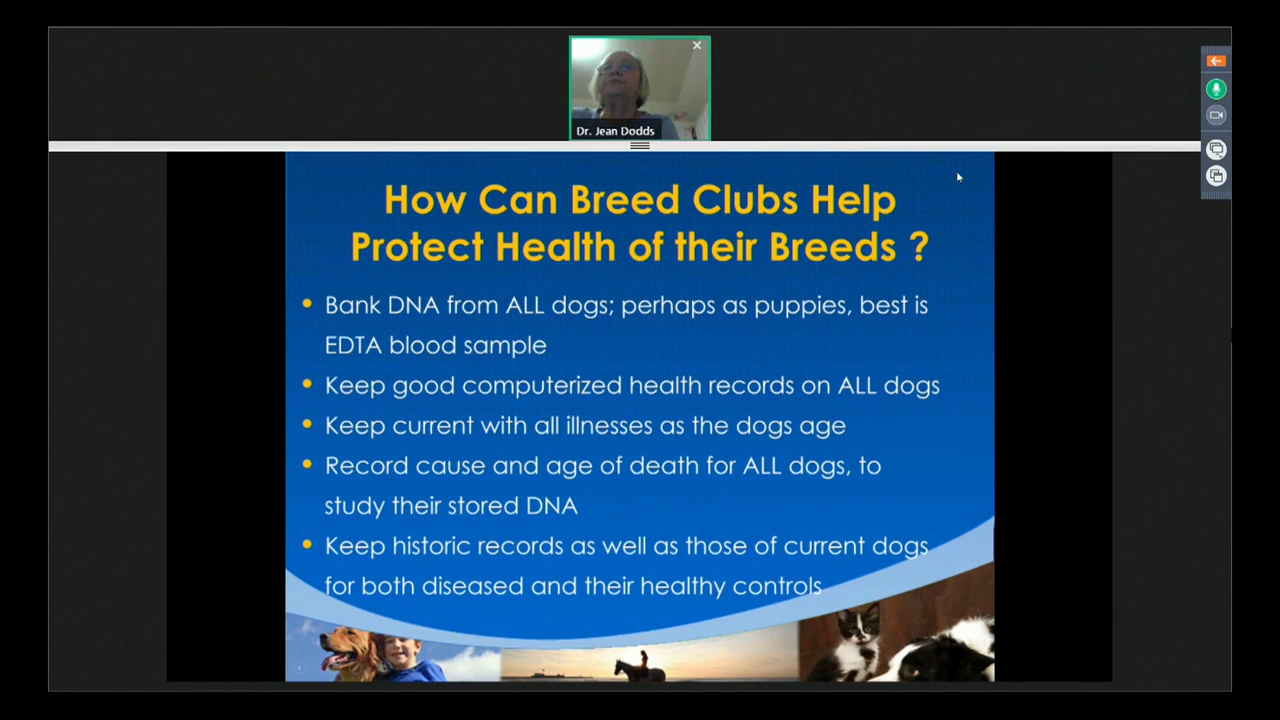 Dr. Jean Dodds
How Can Breed Clubs Help
Protect Health of their Breeds ?
• Bank DNA from ALL dogs; perhaps as puppies, best is
EDTA blood sample
• Keep good computerized health records on ALL dogs
• Keep current with all illnesses as the dogs age
• Record cause and age of death for ALL dogs, to
study their stored DNA
• Keep historic records as well as those of current dogs
for both diseased and their healthy controls